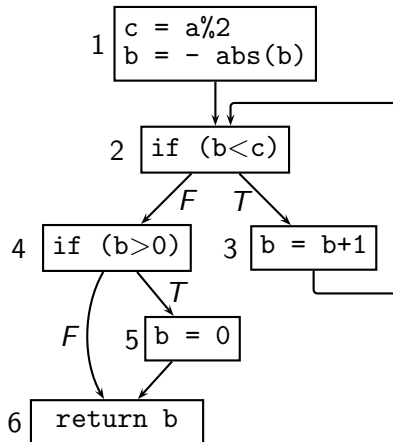 1
c = a%2
b = - abs(b)
2
if (b<c)
F
T
4
if (b>0)
3
b = b+1
F
T
5
b = 0
6
return b